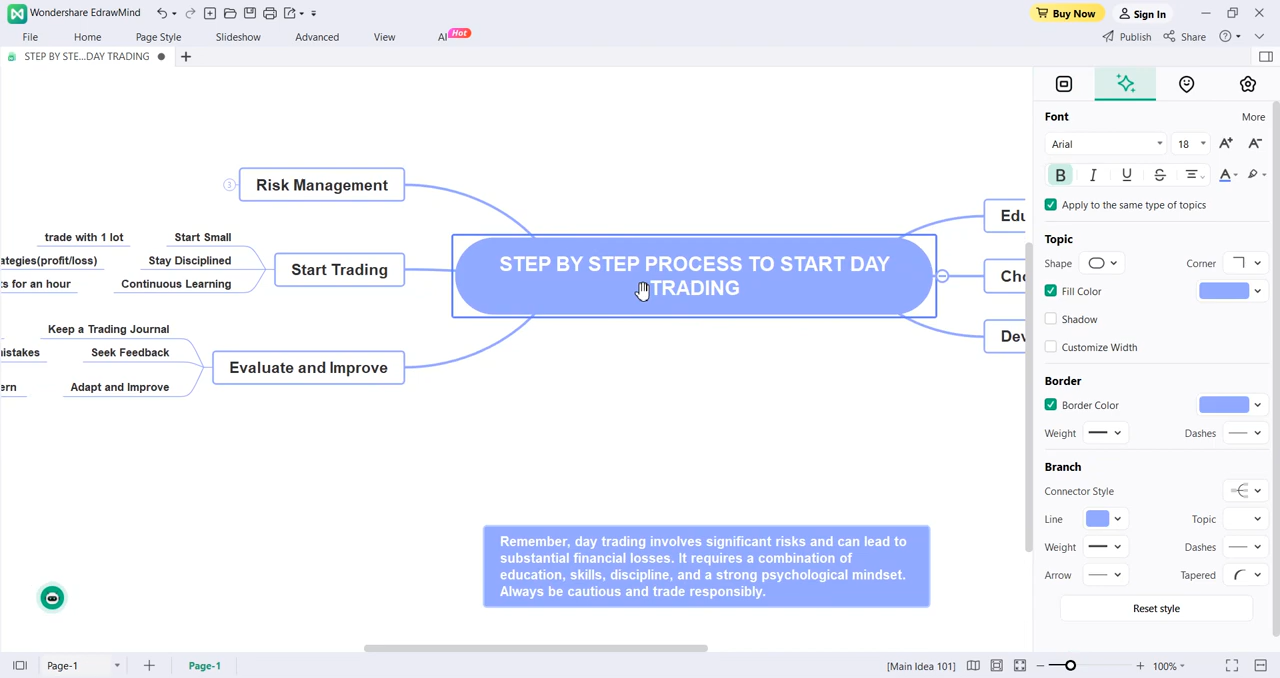 Wondershare EdrawMind
Buy Now
Sign In
File
Home
Page Style
Slideshow
Advanced
View
AI
Hot
Publish
Share
STEP BY STE...DAY TRADING
Font
More
Arial
18
A+
A-
B
I
U
S
A
Apply to the same type of topics
Topic
Shape
Corner
Fill Color
Shadow
Customize Width
Border
Border Color
Weight
Dashes
Branch
Connector Style
Line
Topic
Weight
Dashes
Arrow
Tapered
Reset style
3
Risk Management
trade with 1 lot
Start Small
ategies(profit/loss)
Stay Disciplined
s for an hour
Continuous Learning
Start Trading
Keep a Trading Journal
istakes
Seek Feedback
ern
Adapt and Improve
Evaluate and Improve
STEP BY STEP PROCESS TO START DAY
TRADING
Edu
Cho
Dev
Remember, day trading involves significant risks and can lead to
substantial financial losses. It requires a combination of
education, skills, discipline, and a strong psychological mindset.
Always be cautious and trade responsibly.
Page-1
Page-1
[Main Idea 101]
100%